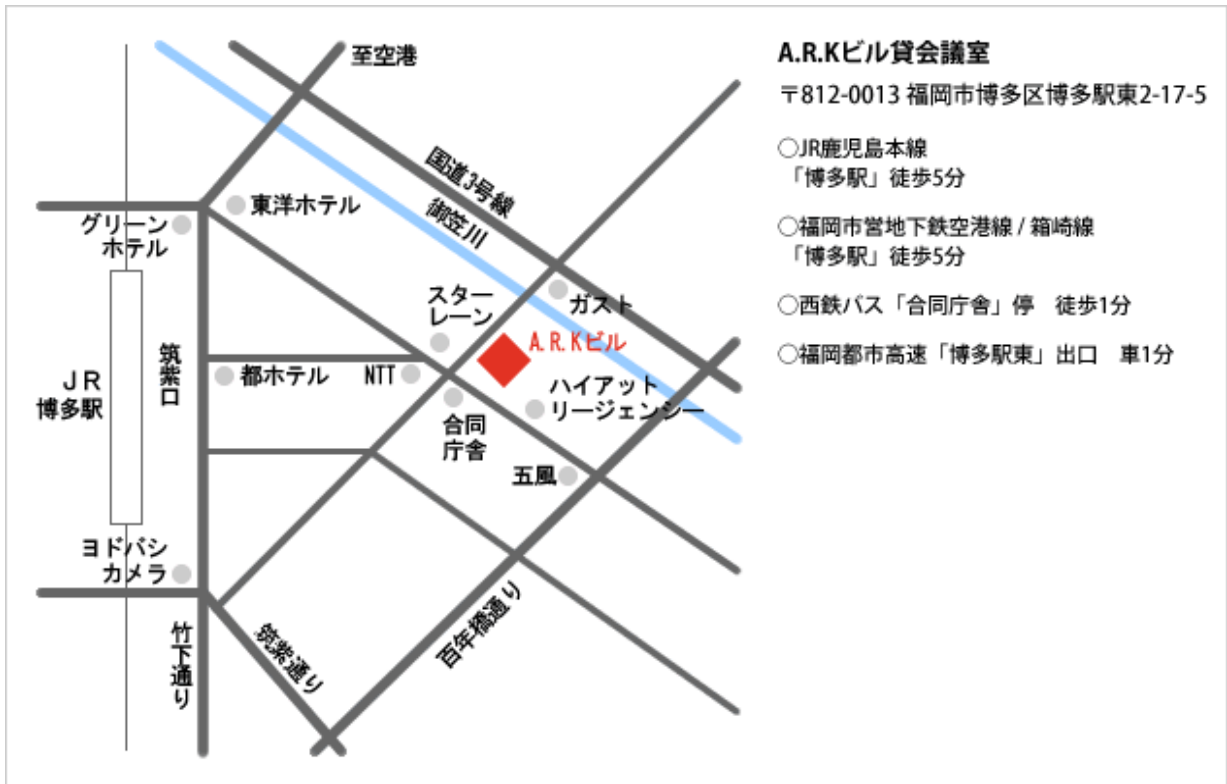 至空港
国道3号線
御笠川
東洋ホテル
グリーン
ホテル
スター
レーン
ガスト
A.R.Kビル
筑紫口
都ホテル
NTT
ハイアット
リージェンシー
JR
博多駅
合同
庁舎
五風
ヨドバシ
カメラ
竹下通り
筑紫通り
百年橋通り
A.R.Kビル貸会議室
〒812-0013 福岡市博多区博多駅東2-17-5
○JR鹿児島本線
「博多駅」徒歩5分
○福岡市営地下鉄空港線 / 箱崎線
「博多駅」徒歩5分
○西鉄バス「合同庁舎」停　徒歩1分
○福岡都市高速「博多駅東」出口　車1分